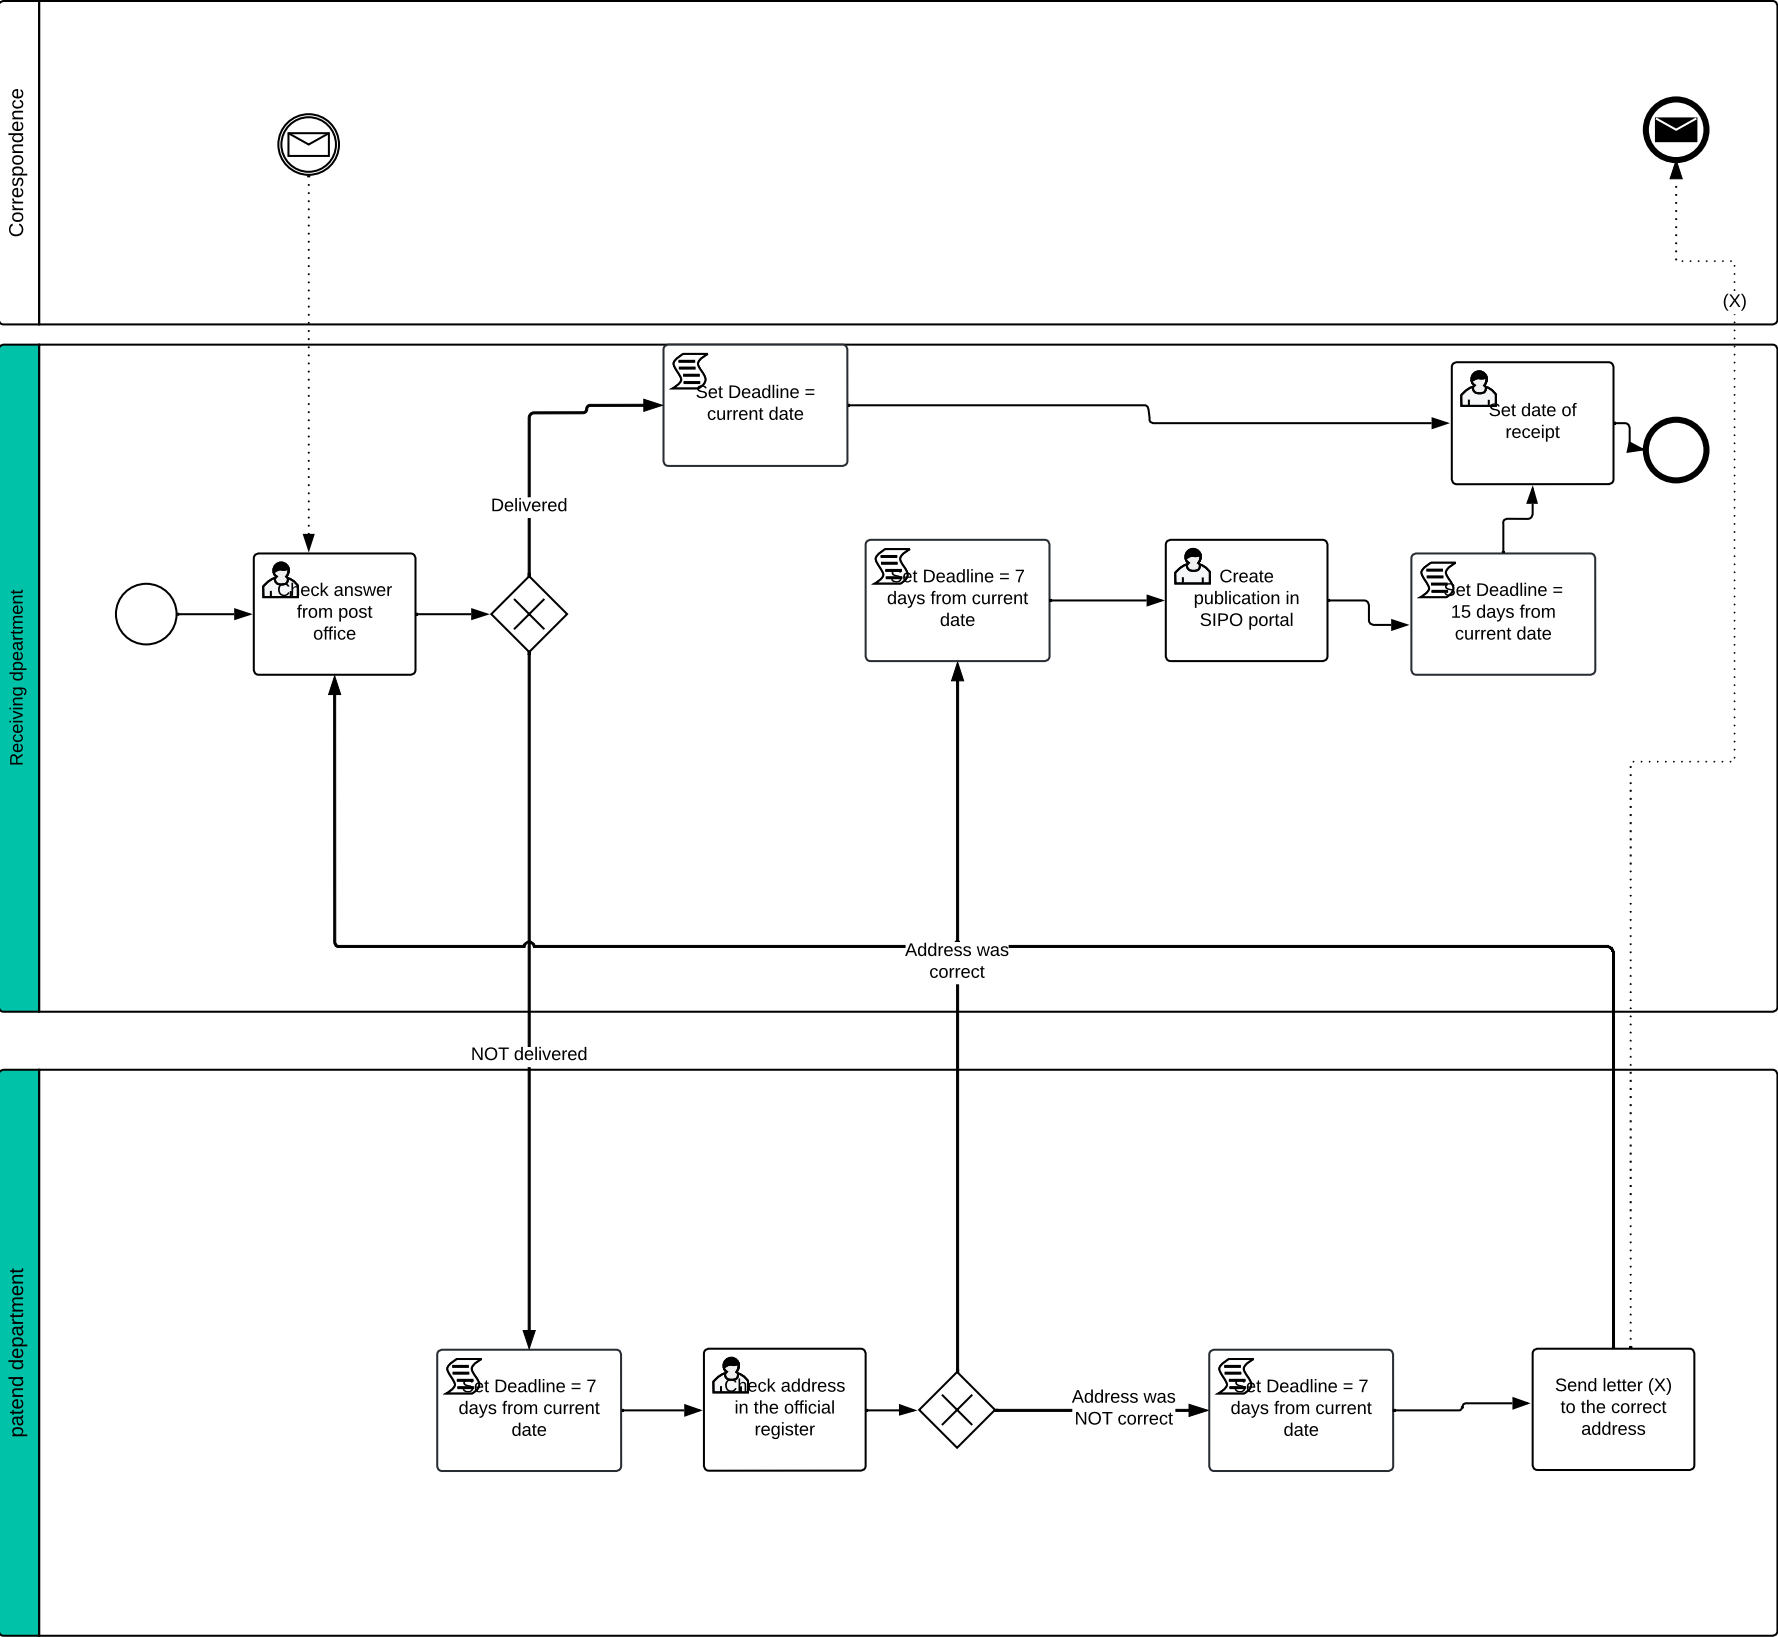 Correspondence
(X)
Receiving dpeartment
Set Deadline =
current date
Set date of
receipt
Delivered
Check answer
from post
office
Set Deadline = 7
days from current
date
Create
publication in
SIPO portal
Set Deadline =
15 days from
current date
Address was
correct
NOT delivered
patend department
Set Deadline = 7
days from current
date
Check address
in the official
register
Address was
NOT correct
Set Deadline = 7
days from current
date
Send letter (X)
to the correct
address